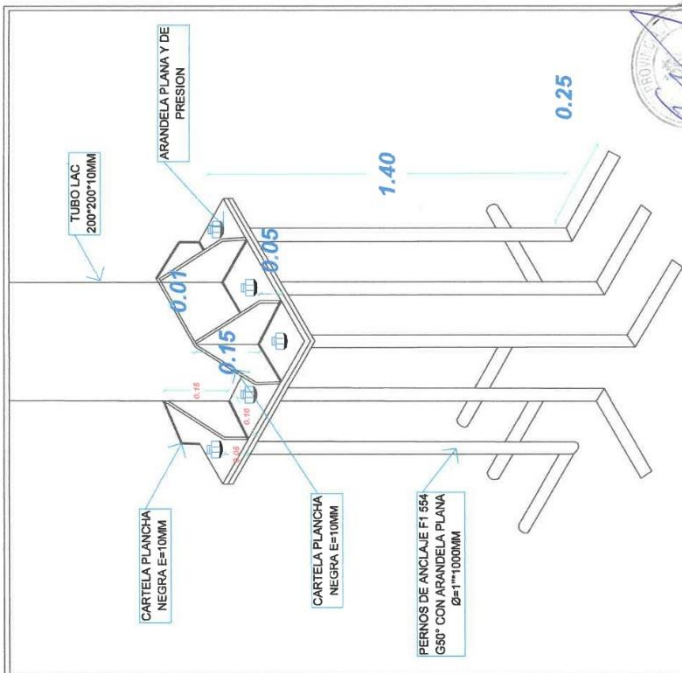 TUBO LAC
200*200*10MM
ARANDELA PLANA Y DE
PRESION
CARTELA PLANCHA
NEGRA E=10MM
CARTELA PLANCHA
NEGRA E=10MM
PERNOS DE ANCLAJE F1 554
G50° CON ARANDELA PLANA
Ø=1"*1000MM
0.01
0.05
0.15
0.15
0.10
0.05
1.40
0.25